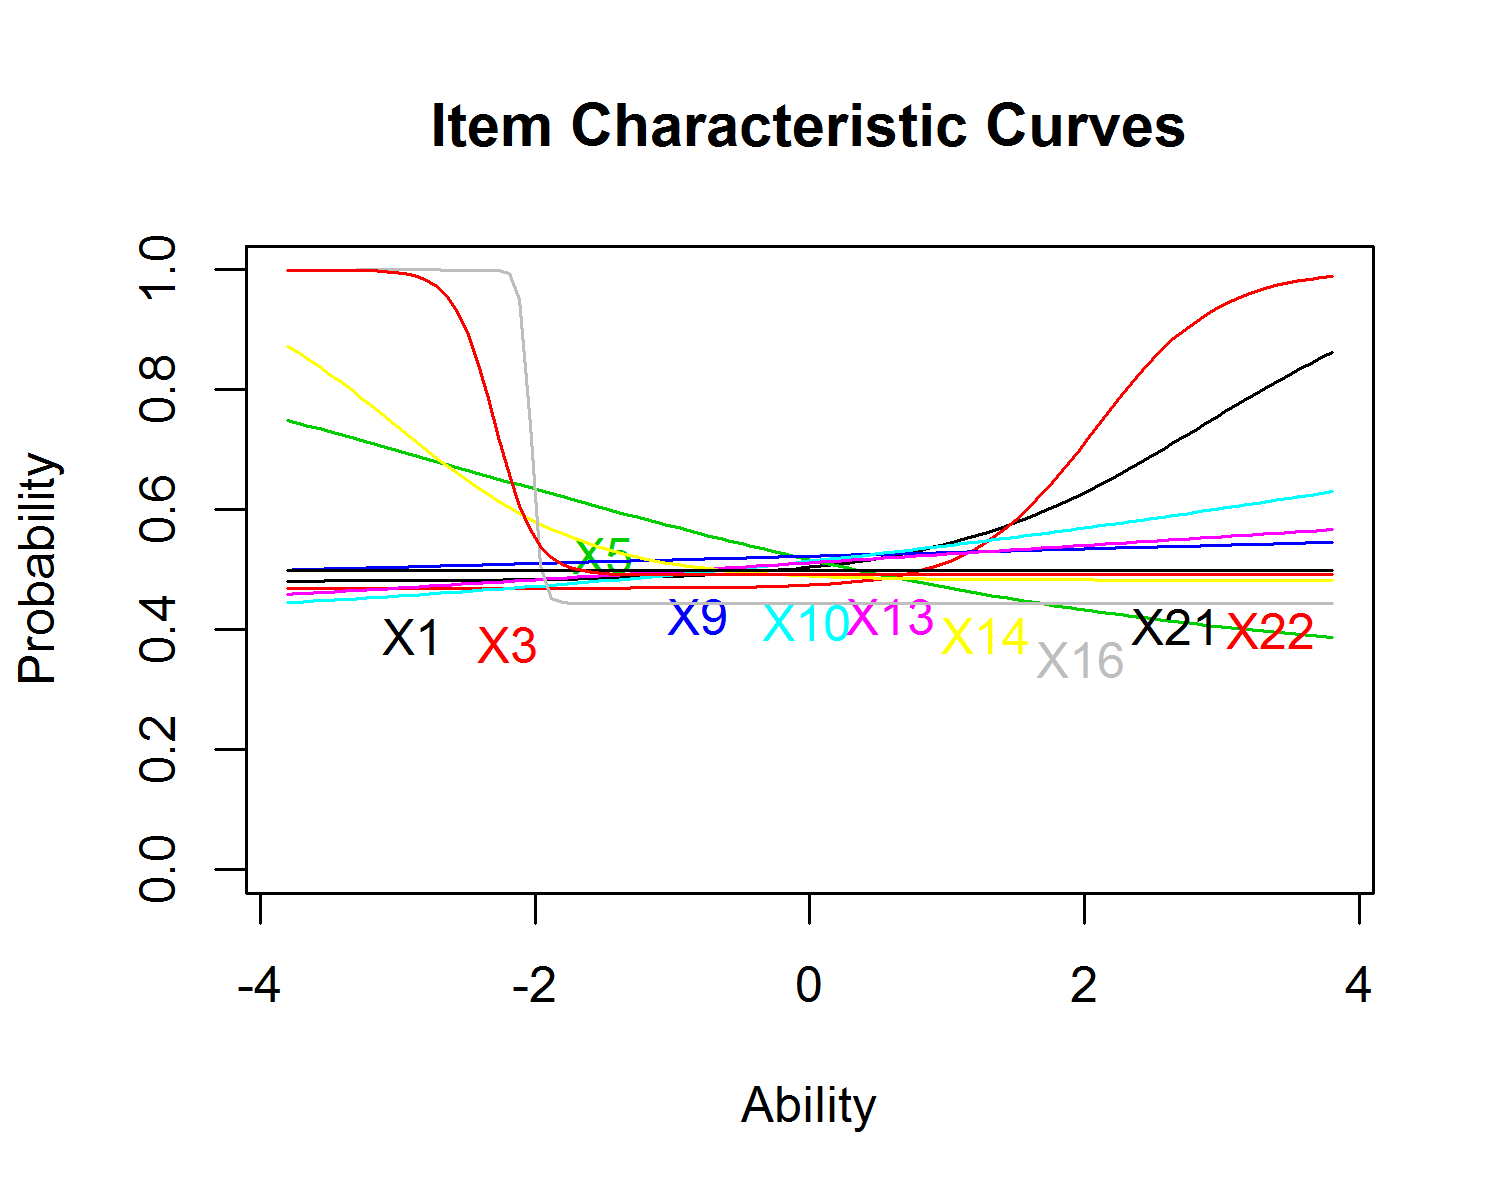 Item Characteristic Curves
Probability
1.0
0.8
0.6
0.4
0.2
0.0
X5
X1 X3 X9 X10 X13 X14 X16 X21 X22
-4 -2 0 2 4
Ability